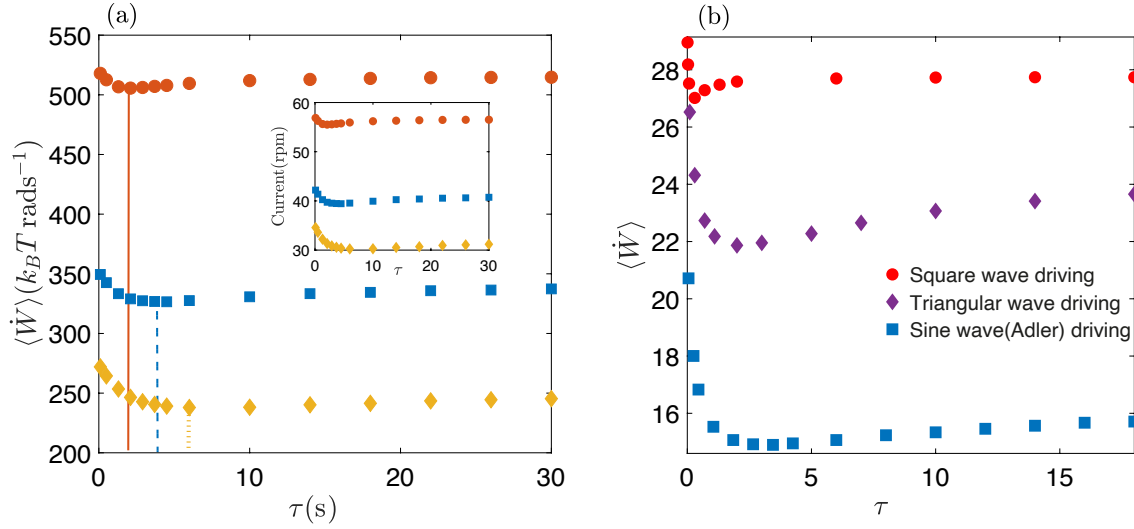 (a)
550
500
450
400
350
300
250
200
⟨Ẇ⟩(k_B T rads⁻¹)
0
10
20
30
τ(s)
60
50
40
30
Current(rpm)
0
10
20
30
τ
(b)
28
26
24
22
20
18
16
⟨Ẇ⟩
Square wave driving
Triangular wave driving
Sine wave(Adler) driving
0
5
10
15
τ